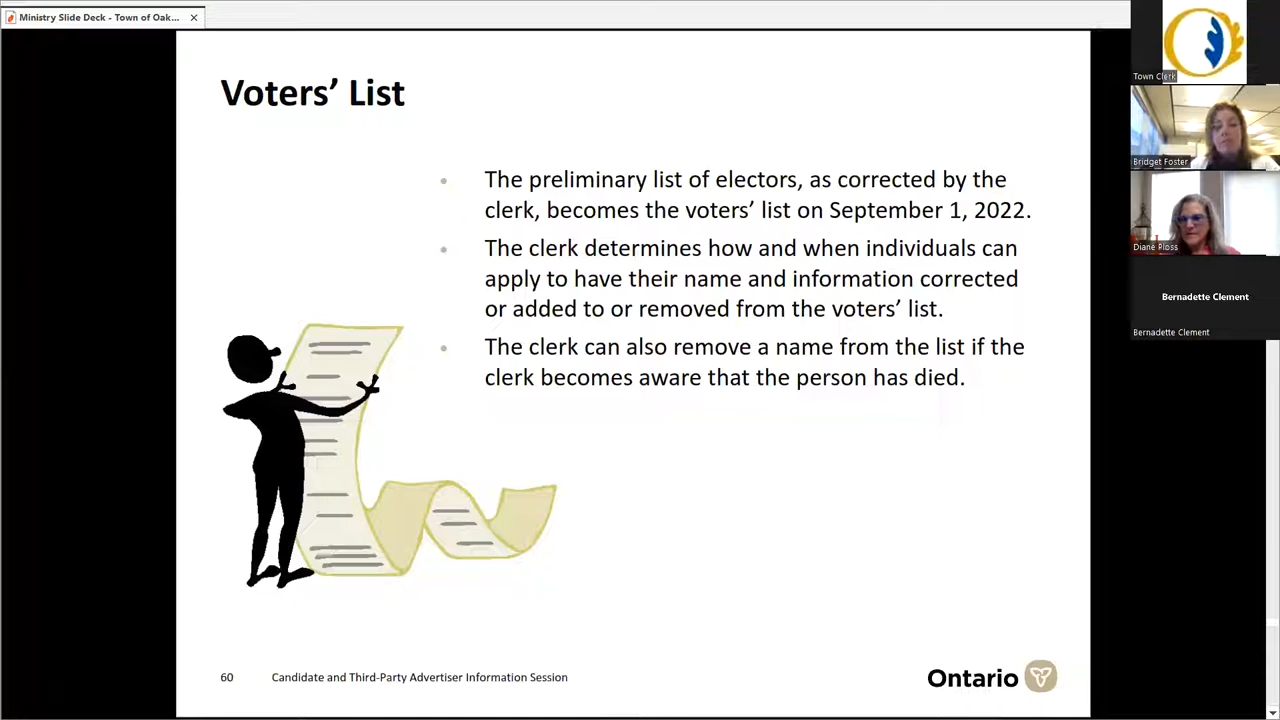 Ministry Slide Deck - Town of Oak...
Voters’ List
The preliminary list of electors, as corrected by the
clerk, becomes the voters’ list on September 1, 2022.
The clerk determines how and when individuals can
apply to have their name and information corrected
or added to or removed from the voters’ list.
The clerk can also remove a name from the list if the
clerk becomes aware that the person has died.
60
Candidate and Third-Party Advertiser Information Session
Ontario
Town Clerk
Bridget Foster
Diane Ploss
Bernadette Clement
Bernadette Clement